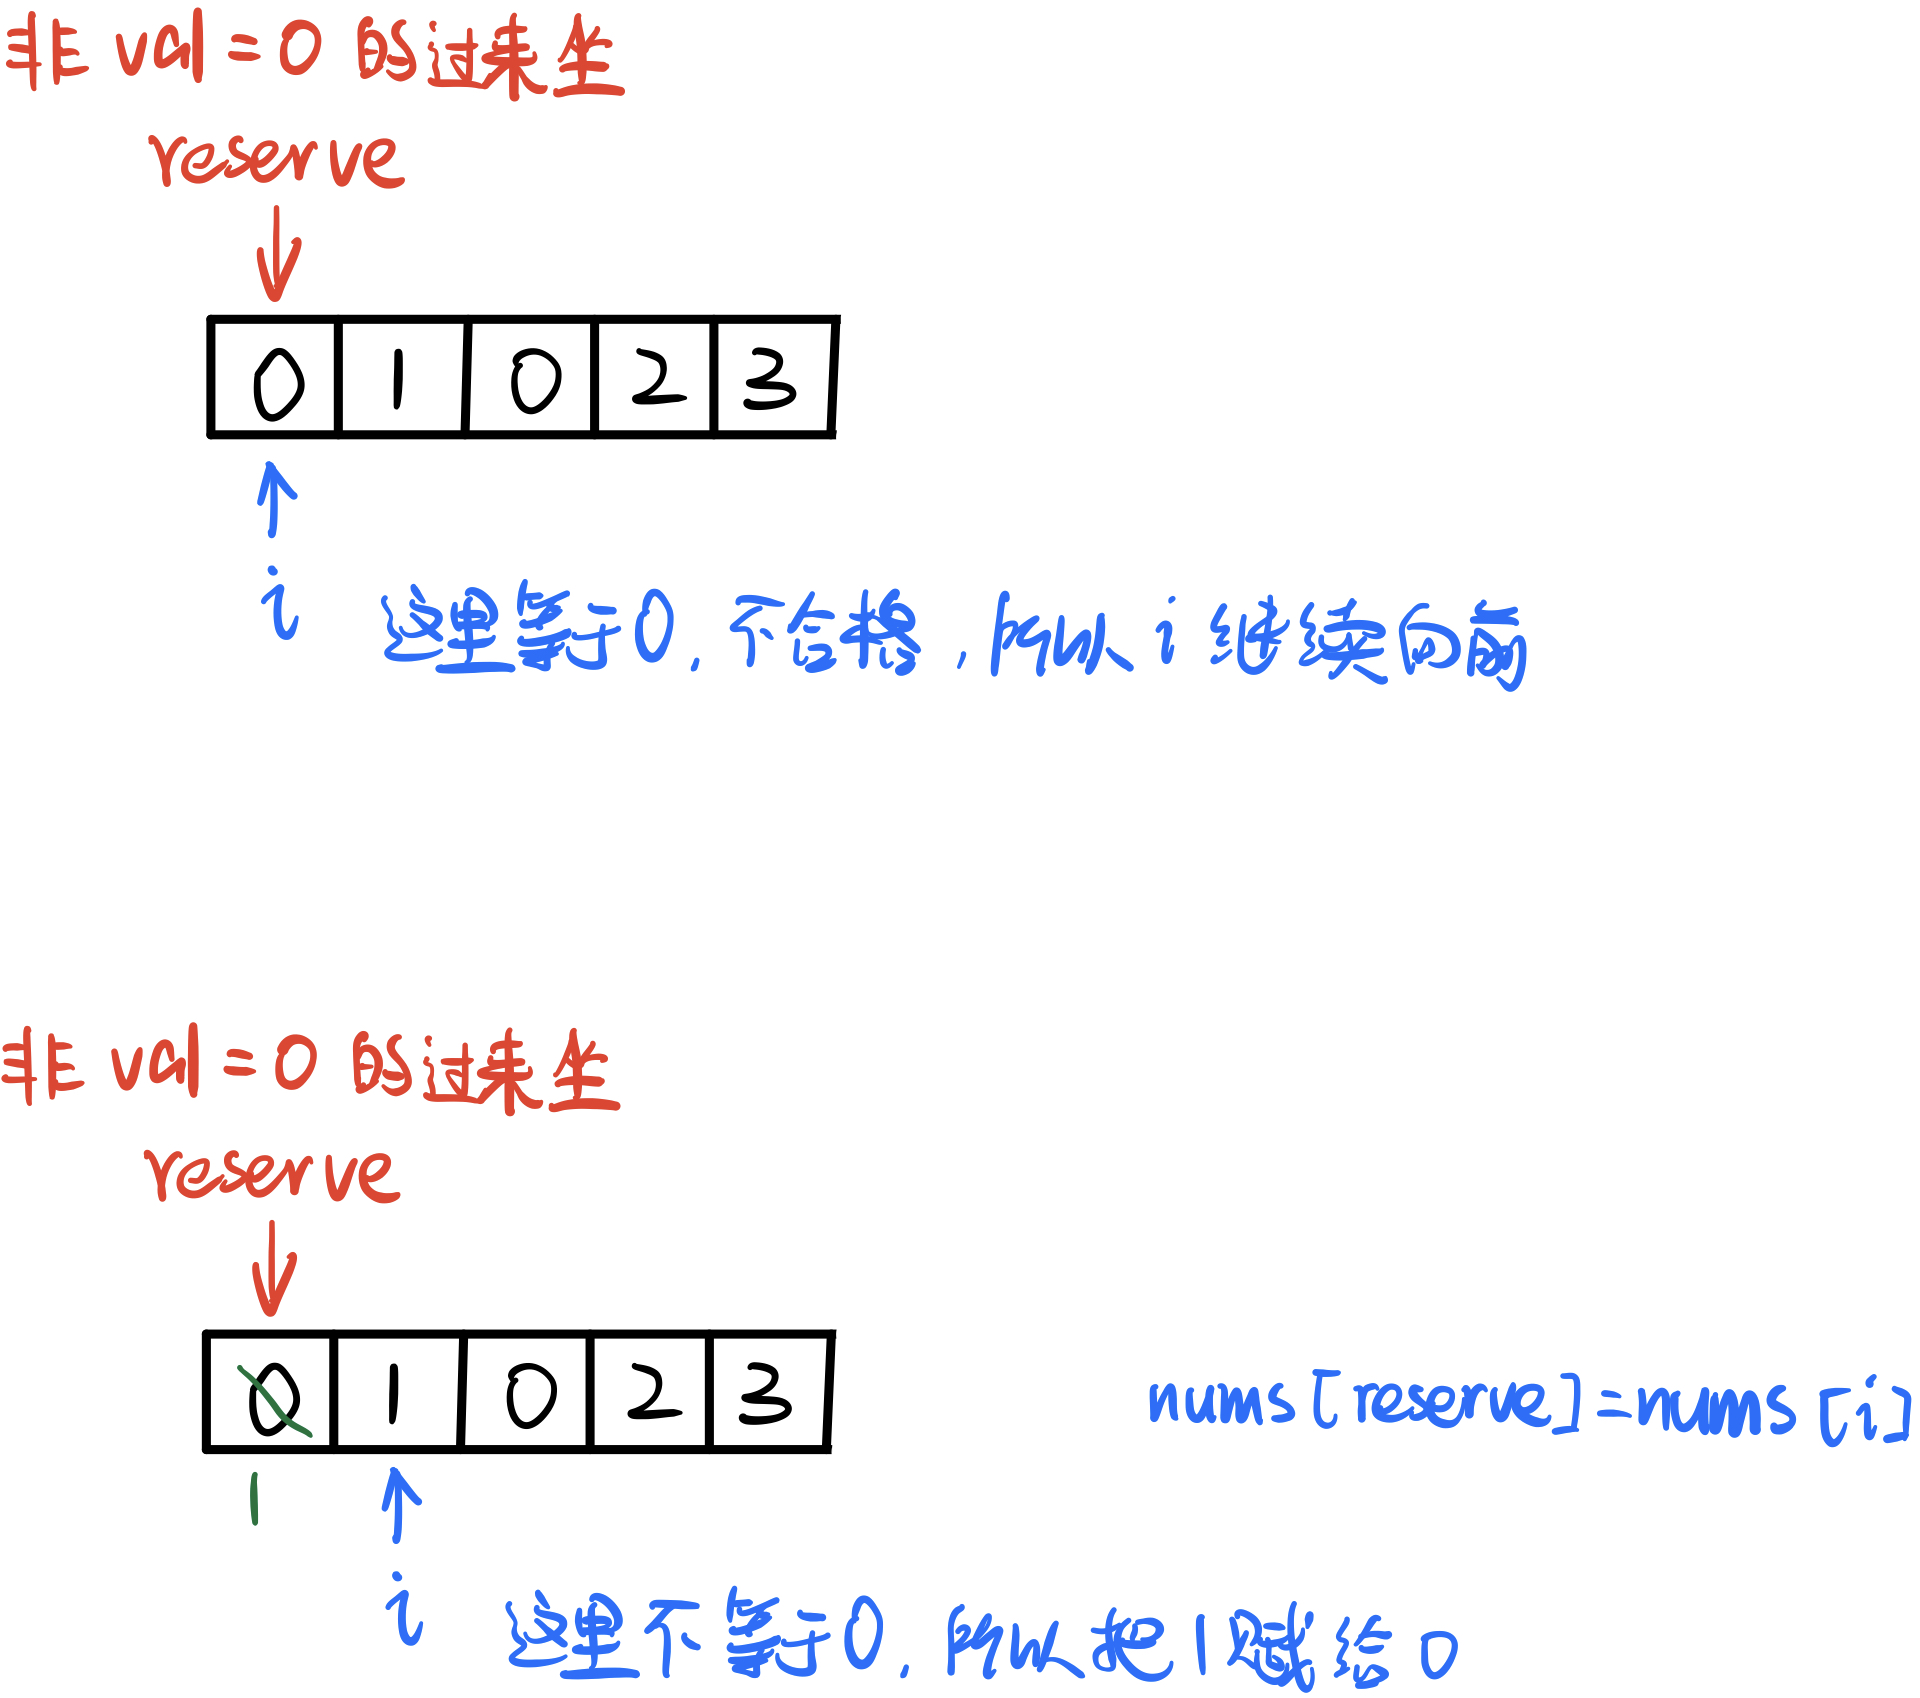 非 val = 0 的过来坐
reserve
0 1 0 2 3
i 这里等于0, 不合格, 所以 i 继续向前
非 val = 0 的过来坐
reserve
0 1 0 2 3
nums[reserve]=nums[i]
1
i 这里不等于0, 所以把1赋给0